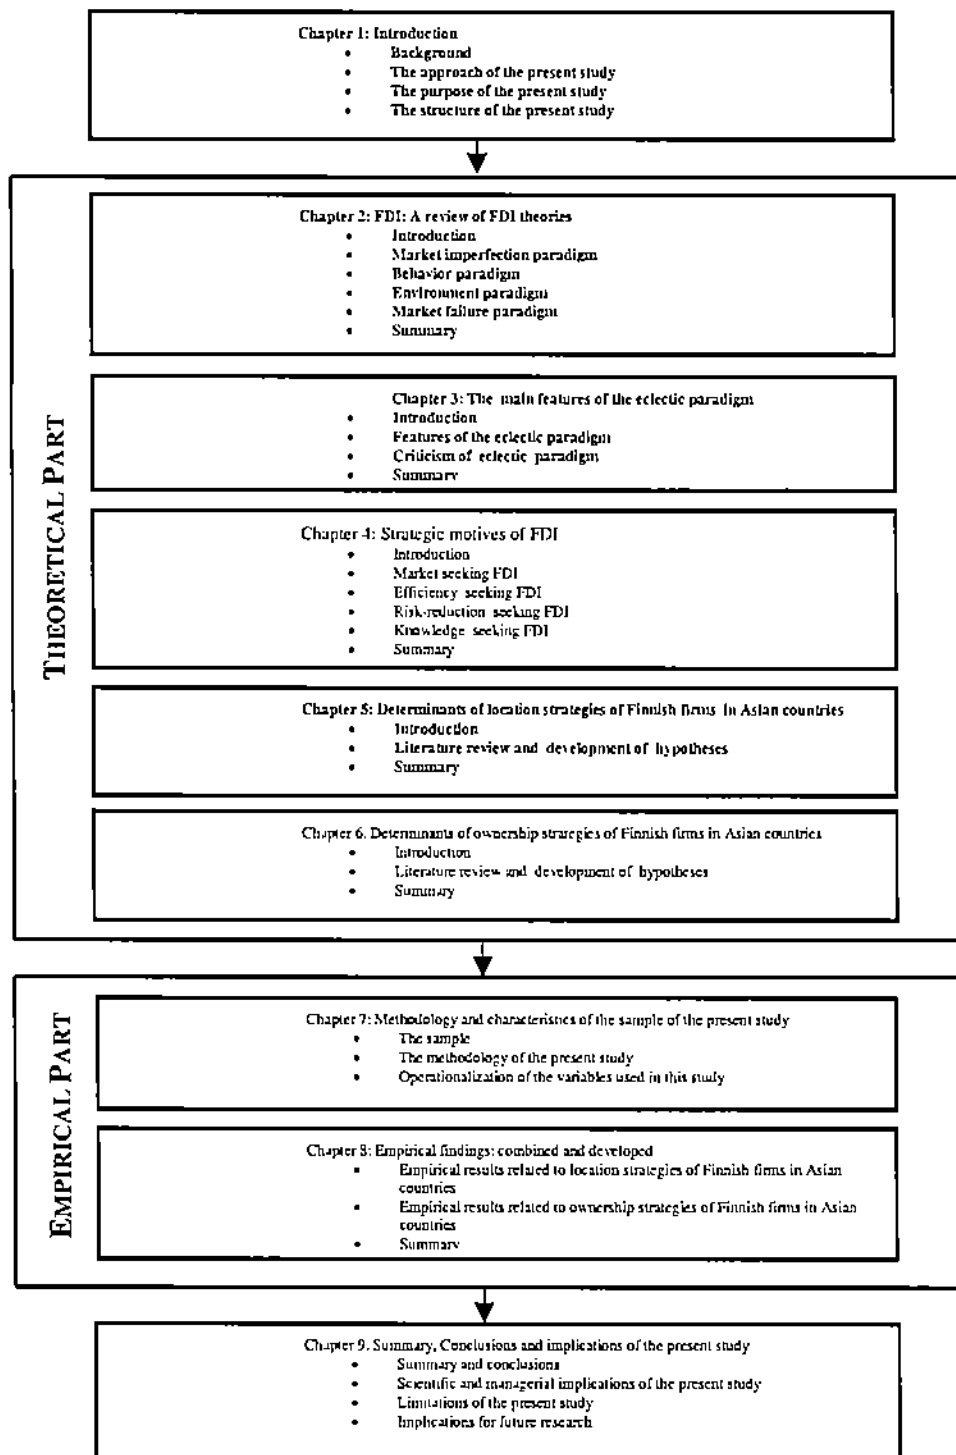 Chapter 1: Introduction
• Background
• The approach of the present study
• The purpose of the present study
• The structure of the present study
THEORETICAL PART
Chapter 2: FDI: A review of FDI theories
• Introduction
• Market imperfection paradigm
• Behavior paradigm
• Environment paradigm
• Market failure paradigm
• Summary
Chapter 3: The main features of the eclectic paradigm
• Introduction
• Features of the eclectic paradigm
• Criticism of eclectic paradigm
• Summary
Chapter 4: Strategic motives of FDI
• Introduction
• Market seeking FDI
• Efficiency seeking FDI
• Risk-reduction seeking FDI
• Knowledge seeking FDI
• Summary
Chapter 5: Determinants of location strategies of Finnish firms in Asian countries
• Introduction
• Literature review and development of hypotheses
• Summary
Chapter 6. Determinants of ownership strategies of Finnish firms in Asian countries
• Introduction
• Literature review and development of hypotheses
• Summary
EMPIRICAL PART
Chapter 7: Methodology and characteristics of the sample of the present study
• The sample
• The methodology of the present study
• Operationalization of the variables used in this study
Chapter 8: Empirical findings: combined and developed
• Empirical results related to location strategies of Finnish firms in Asian
countries
• Empirical results related to ownership strategies of Finnish firms in Asian
countries
• Summary
Chapter 9. Summary, Conclusions and implications of the present study
• Summary and conclusions
• Scientific and managerial implications of the present study
• Limitations of the present study
• Implications for future research